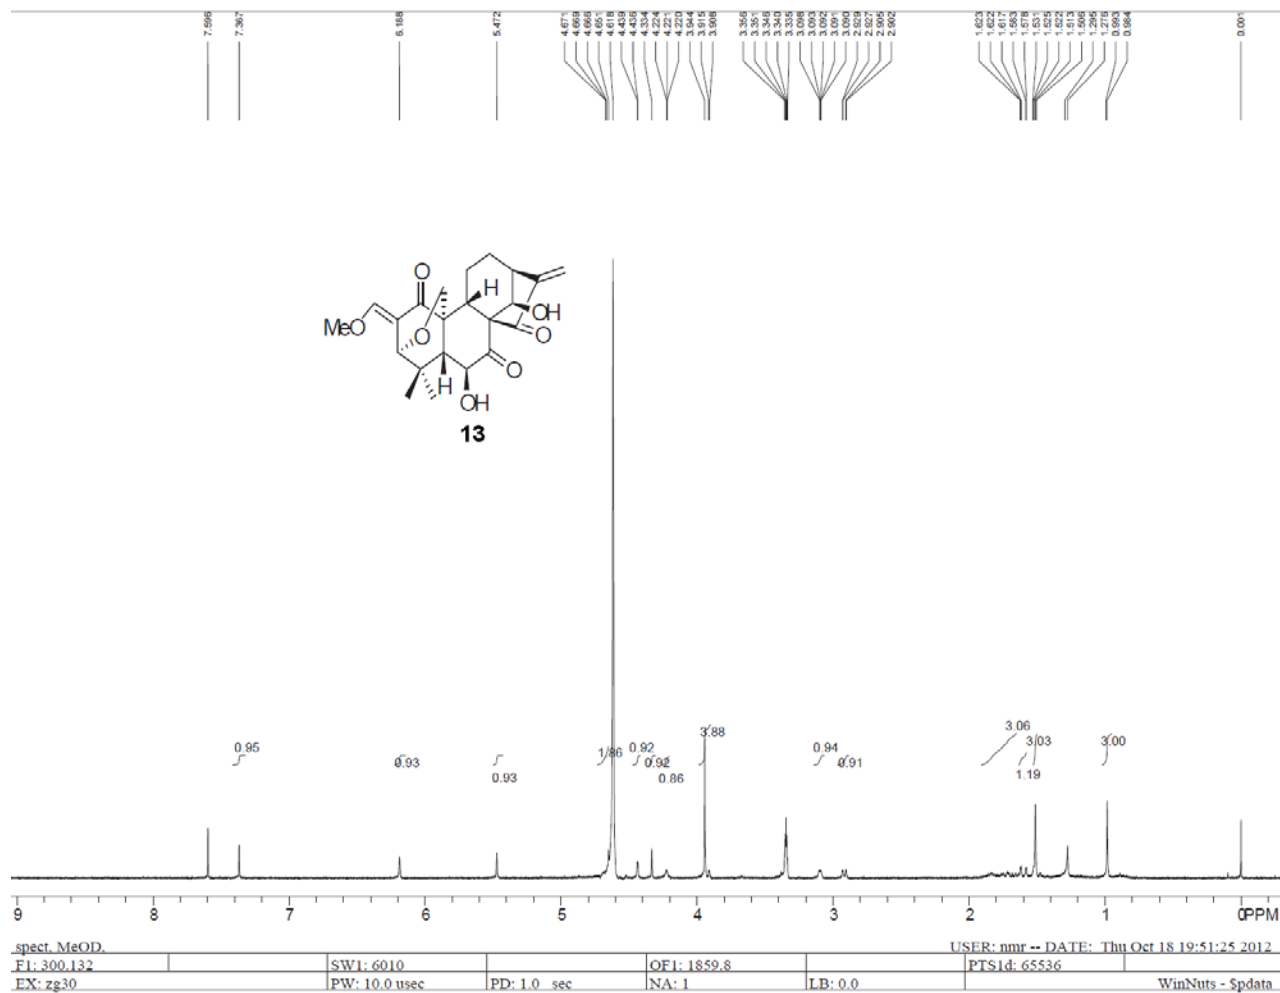 7.596 7.367 6.188 5.472 4.671 4.669 4.666 4.651 4.618 4.439 4.436 4.334 4.224 4.221 4.220 3.944 3.915 3.908 3.356 3.351 3.346 3.340 3.335 3.098 3.093 3.092 3.091 3.090 2.929 2.927 2.905 2.902 1.623 1.622 1.617 1.583 1.578 1.531 1.525 1.522 1.513 1.506 1.295 1.276 0.993 0.984 0.001
O
H
OH
MeO
O
O
O
H
OH
13
3.06
3.88
0.95 0.93 1.86 0.92 0.92 0.94 0.91 3.03 3.00
0.93 0.86 1.19
9 8 7 6 5 4 3 2 1 0PPM
spect, MeOD, USER: nmr -- DATE: Thu Oct 18 19:51:25 2012
F1: 300.132 SW1: 6010 OF1: 1859.8 PTS1d: 65536
EX: zg30 PW: 10.0 usec PD: 1.0 sec NA: 1 LB: 0.0 WinNuts - $pdata